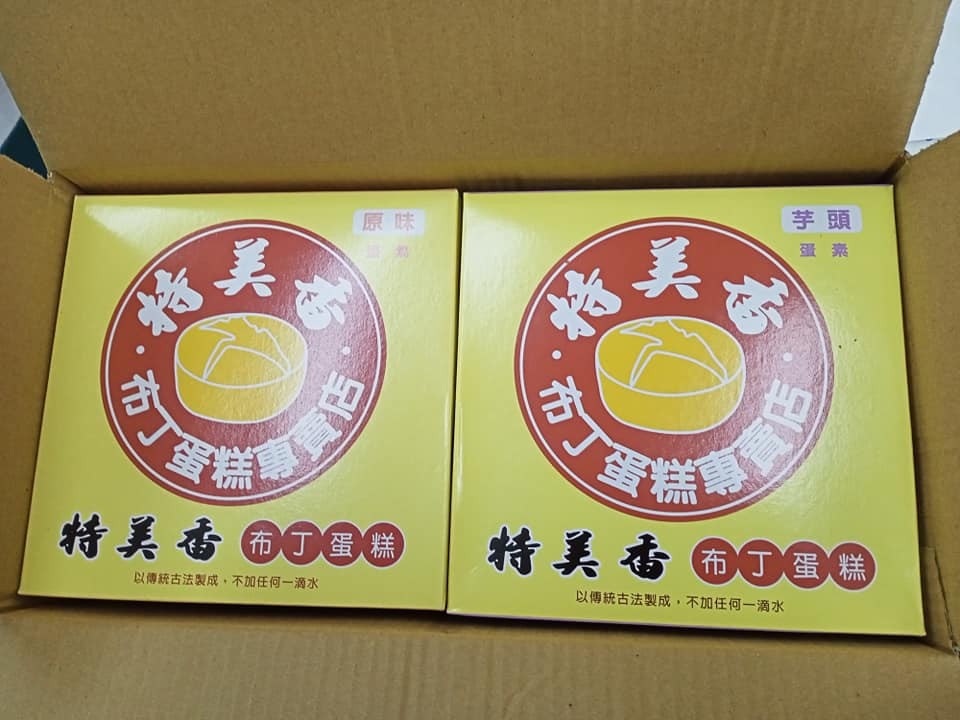 原味
蛋素
特美香
布丁蛋糕專賣店
特美香 布丁蛋糕
以傳統古法製成，不加任何一滴水
芋頭
蛋素
特美香
布丁蛋糕專賣店
特美香 布丁蛋糕
以傳統古法製成，不加任何一滴水